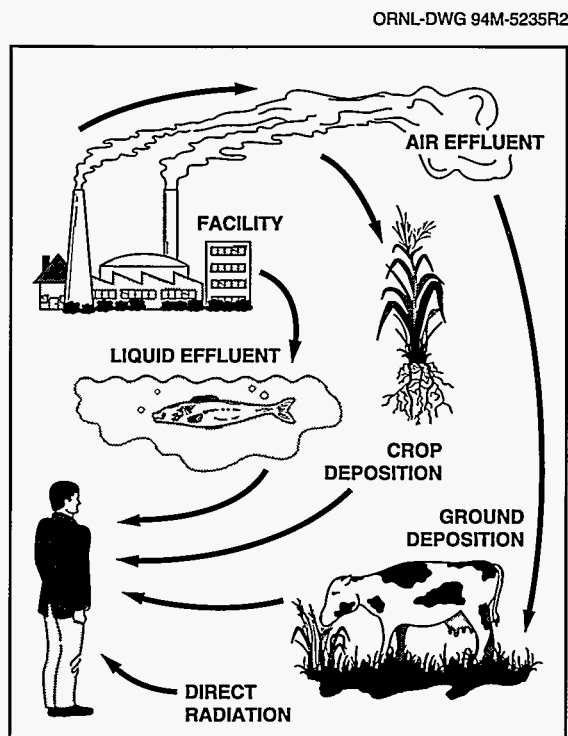 ORNL-DWG 94M-5235R2
AIR EFFLUENT
FACILITY
LIQUID EFFLUENT
CROP
DEPOSITION
GROUND
DEPOSITION
DIRECT
RADIATION